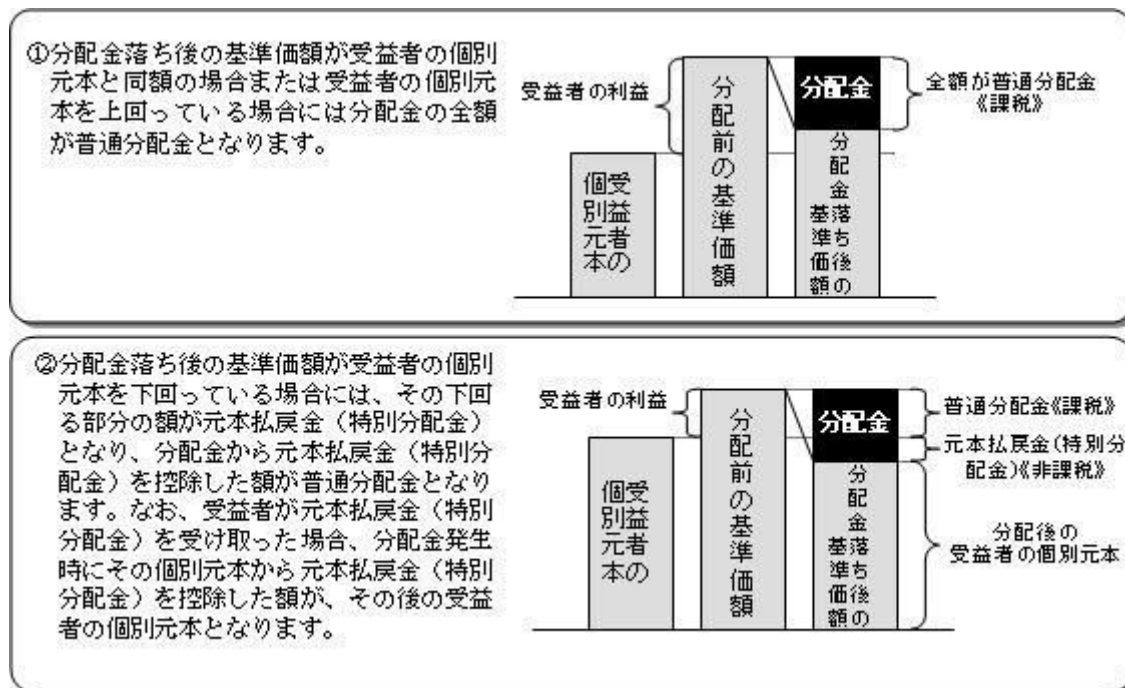 ①分配金落ち後の基準価額が受益者の個別
元本と同額の場合または受益者の個別元
本を上回っている場合には分配金の全額
が普通分配金となります。
受益者の利益
受益者の
個別元本
分配前の基準価額
分配金
分配金落ち後の
基準価額
全額が普通分配金
《課税》
②分配金落ち後の基準価額が受益者の個別
元本を下回っている場合には、その下回
る部分の額が元本払戻金（特別分配金）
となり、分配金から元本払戻金（特別分
配金）を控除した額が普通分配金となり
ます。なお、受益者が元本払戻金（特別
分配金）を受け取った場合、分配金発生
時にその個別元本から元本払戻金（特別
分配金）を控除した額が、その後の受益
者の個別元本となります。
受益者の利益
受益者の
個別元本
分配前の基準価額
分配金
分配金落ち後の
基準価額
普通分配金《課税》
元本払戻金(特別分
配金)《非課税》
分配後の
受益者の個別元本